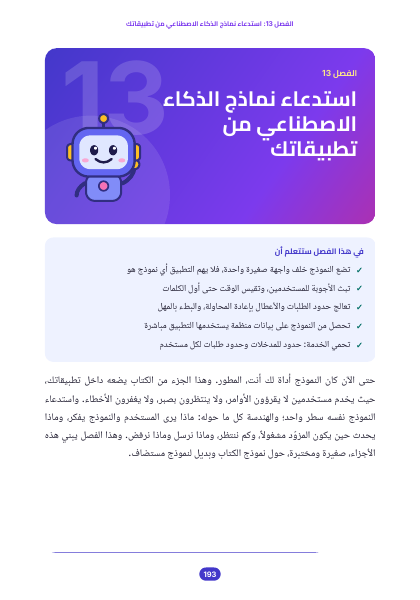 الفصل 13: استدعاء نماذج الذكاء الاصطناعي من تطبيقاتك
13
الفصل 13
استدعاء نماذج الذكاء
الاصطناعي من
تطبيقاتك
في هذا الفصل ستتعلم أن
✓ تضع النموذج خلف واجهة صغيرة واحدة، فلا يهم التطبيق أي نموذج هو
✓ تبث الأجوبة للمستخدمين، وتقيس الوقت حتى أول الكلمات
✓ تعالج حدود الطلبات والأعطال بإعادة المحاولة، والبطء بالمهل
✓ تحصل من النموذج على بيانات منظمة يستخدمها التطبيق مباشرة
✓ تحمي الخدمة: حدود للمدخلات وحدود طلبات لكل مستخدم
حتى الآن كان النموذج أداة لك أنت، المطور. وهذا الجزء من الكتاب يضعه داخل تطبيقاتك،
حيث يخدم مستخدمين لا يقرؤون الأوامر، ولا ينتظرون بصبر، ولا يغفرون الأخطاء. واستدعاء
النموذج نفسه سطر واحد؛ والهندسة كل ما حوله: ماذا يرى المستخدم والنموذج يفكر، وماذا
يحدث حين يكون المزوّد مشغولاً، وكم ننتظر، وماذا نرسل وماذا نرفض. وهذا الفصل يبني هذه
الأجزاء، صغيرة ومختبرة، حول نموذج الكتاب وبديل لنموذج مستضاف.
193